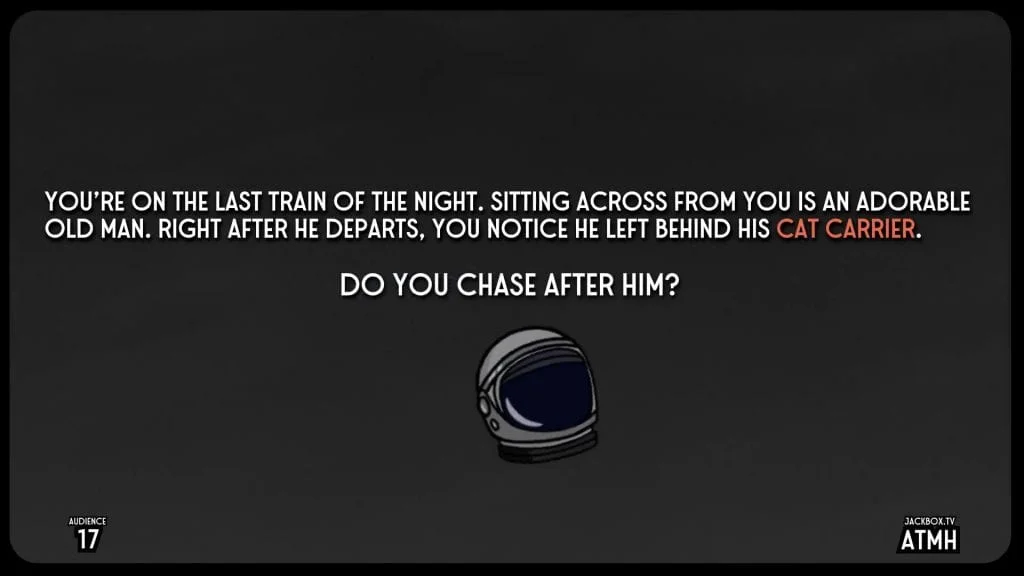 YOU'RE ON THE LAST TRAIN OF THE NIGHT. SITTING ACROSS FROM YOU IS AN ADORABLE
OLD MAN. RIGHT AFTER HE DEPARTS, YOU NOTICE HE LEFT BEHIND HIS CAT CARRIER.
DO YOU CHASE AFTER HIM?
AUDIENCE
17
JACKBOX.TV
ATMH